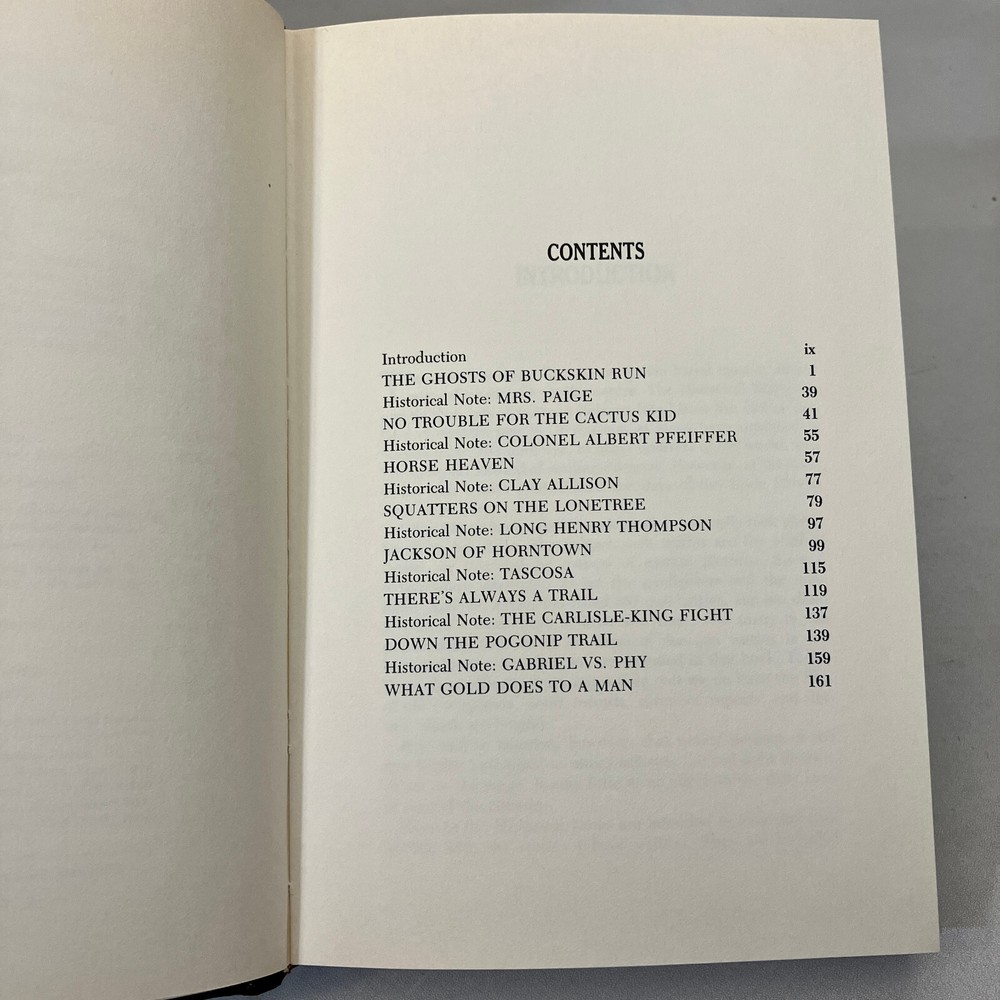 CONTENTS
Introduction ix
THE GHOSTS OF BUCKSKIN RUN 1
Historical Note: MRS. PAIGE 39
NO TROUBLE FOR THE CACTUS KID 41
Historical Note: COLONEL ALBERT PFEIFFER 55
HORSE HEAVEN 57
Historical Note: CLAY ALLISON 77
SQUATTERS ON THE LONETREE 79
Historical Note: LONG HENRY THOMPSON 97
JACKSON OF HORNTOWN 99
Historical Note: TASCOSA 115
THERE'S ALWAYS A TRAIL 119
Historical Note: THE CARLISLE-KING FIGHT 137
DOWN THE POGONIP TRAIL 139
Historical Note: GABRIEL VS. PHY 159
WHAT GOLD DOES TO A MAN 161